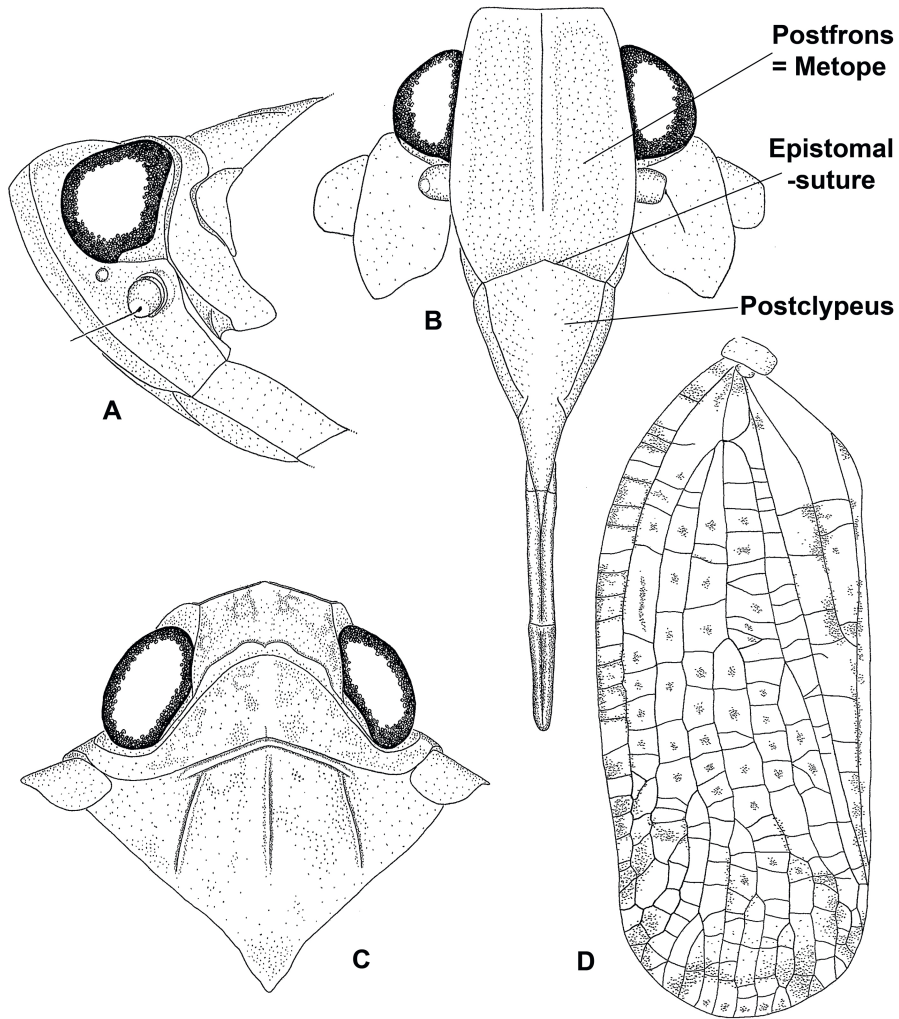 Postfrons
= Metope
Epistomal
-suture
B
Postclypeus
A
C
D